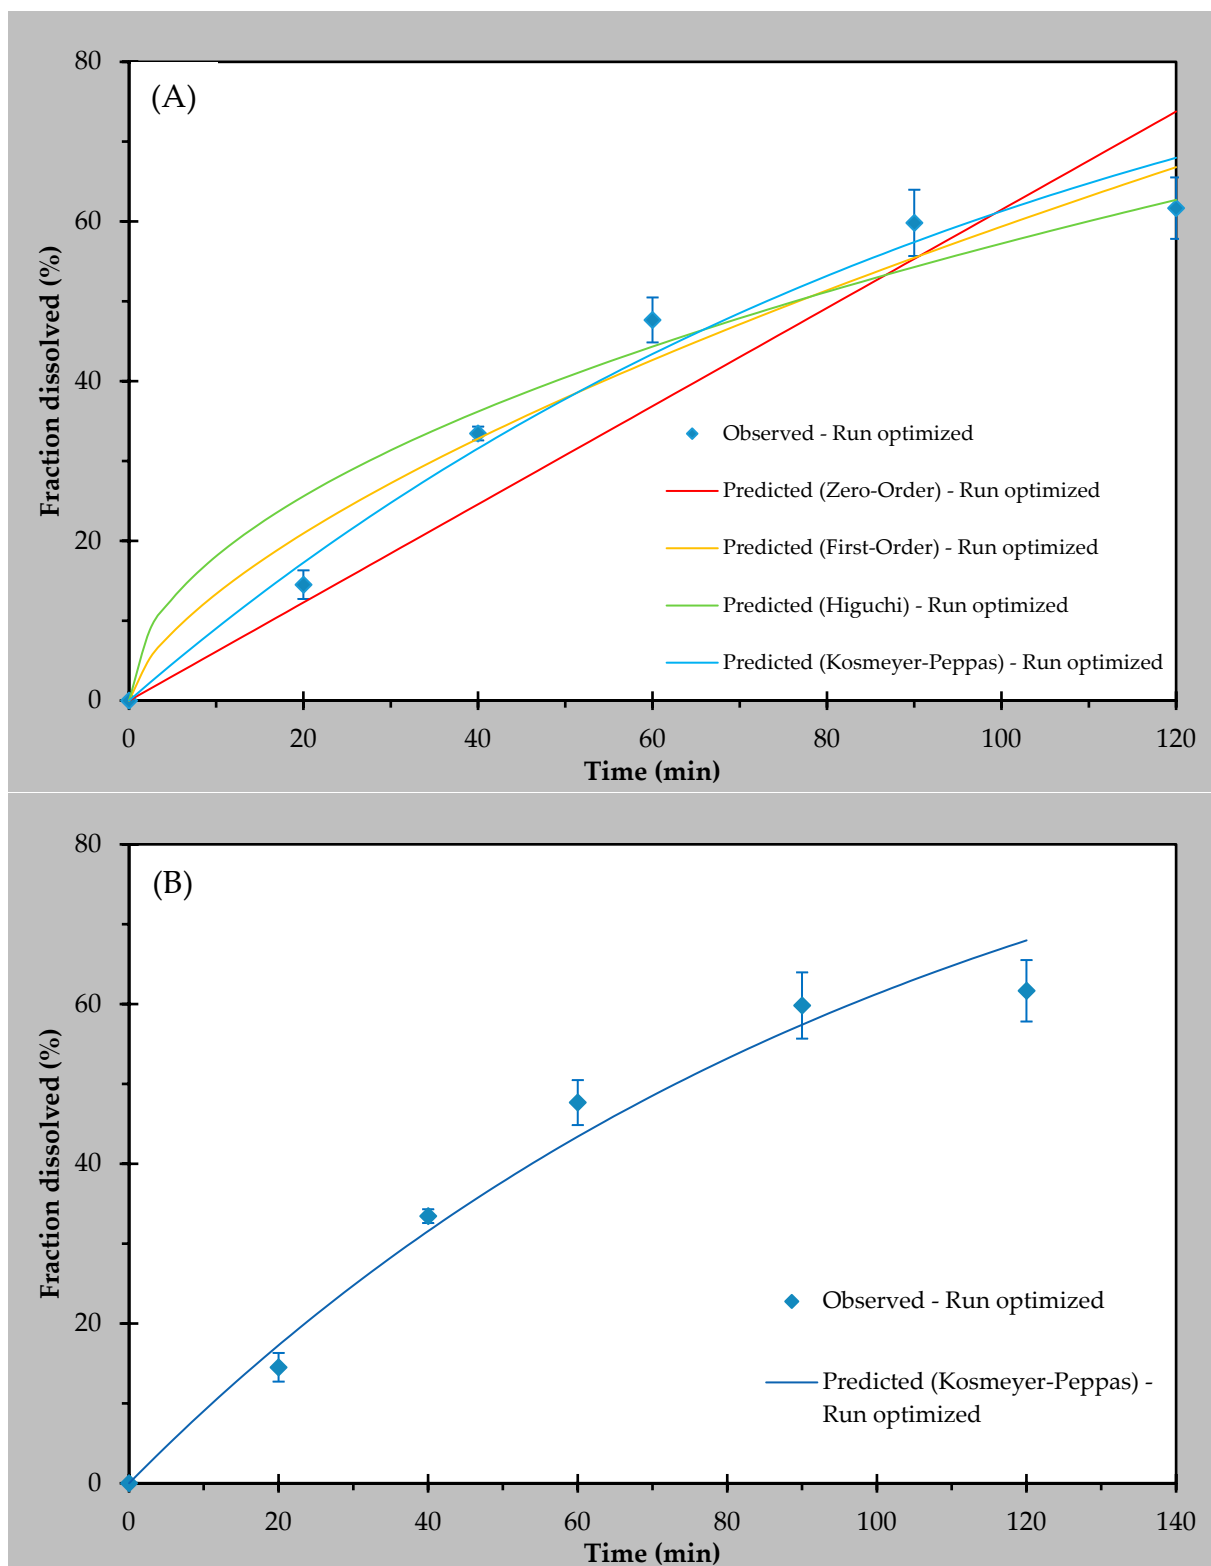 (A)
Fraction dissolved (%)
80
60
40
20
0
Observed - Run optimized
Predicted (Zero-Order) - Run optimized
Predicted (First-Order) - Run optimized
Predicted (Higuchi) - Run optimized
Predicted (Kosmeyer-Peppas) - Run optimized
0 20 40 60 80 100 120
Time (min)
(B)
Fraction dissolved (%)
80
60
40
20
0
Observed - Run optimized
Predicted (Kosmeyer-Peppas) -
Run optimized
0 20 40 60 80 100 120 140
Time (min)